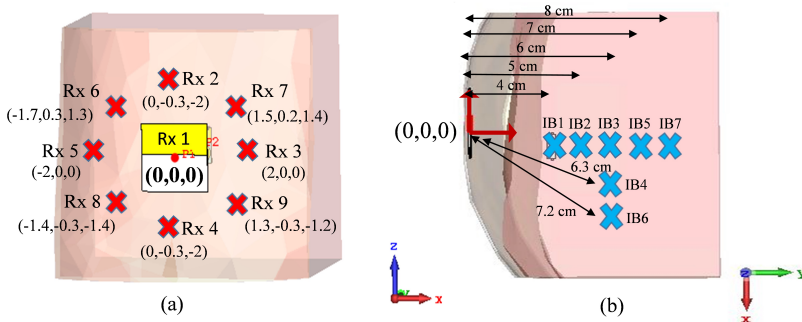 Rx 2
(0,-0.3,-2)
Rx 6
(-1.7,0.3,1.3)
Rx 7
(1.5,0.2,1.4)
Rx 1
P2
P1
(0,0,0)
Rx 5
(-2,0,0)
Rx 3
(2,0,0)
Rx 8
(-1.4,-0.3,-1.4)
Rx 9
(1.3,-0.3,-1.2)
Rx 4
(0,-0.3,-2)
(a)
z
Y
x
8 cm
7 cm
6 cm
5 cm
4 cm
(0,0,0)
IB1 IB2 IB3 IB5 IB7
6.3 cm
IB4
7.2 cm
IB6
(b)
z
Y
x